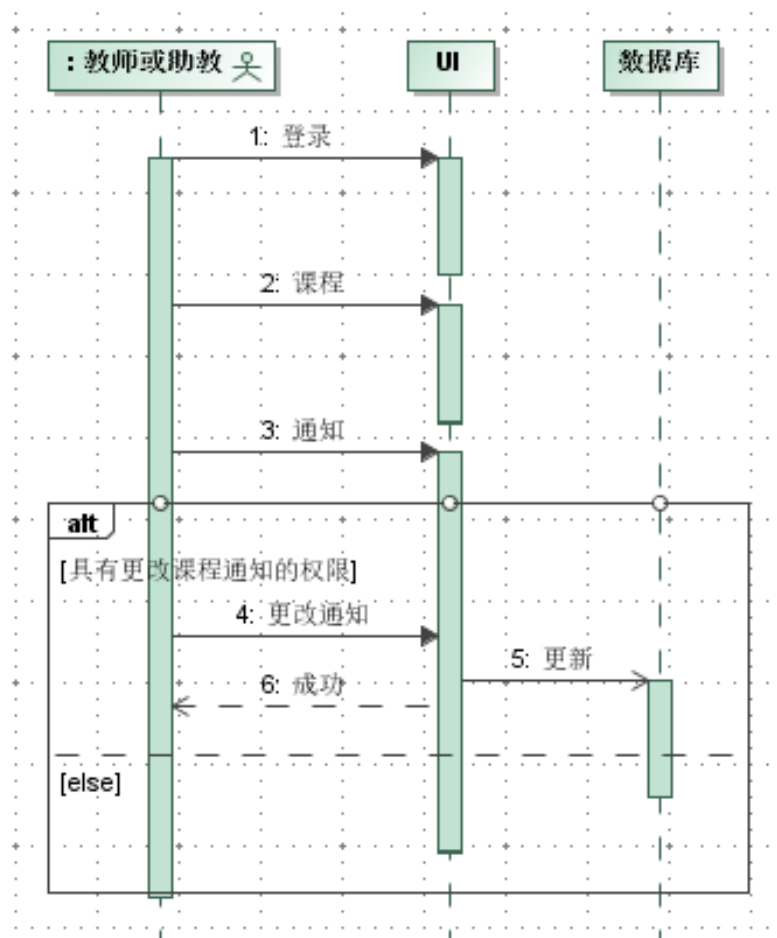 : 教师或助教
UI
数据库
1: 登录
2: 课程
3: 通知
alt
[具有更改课程通知的权限]
4: 更改通知
5: 更新
6: 成功
[else]